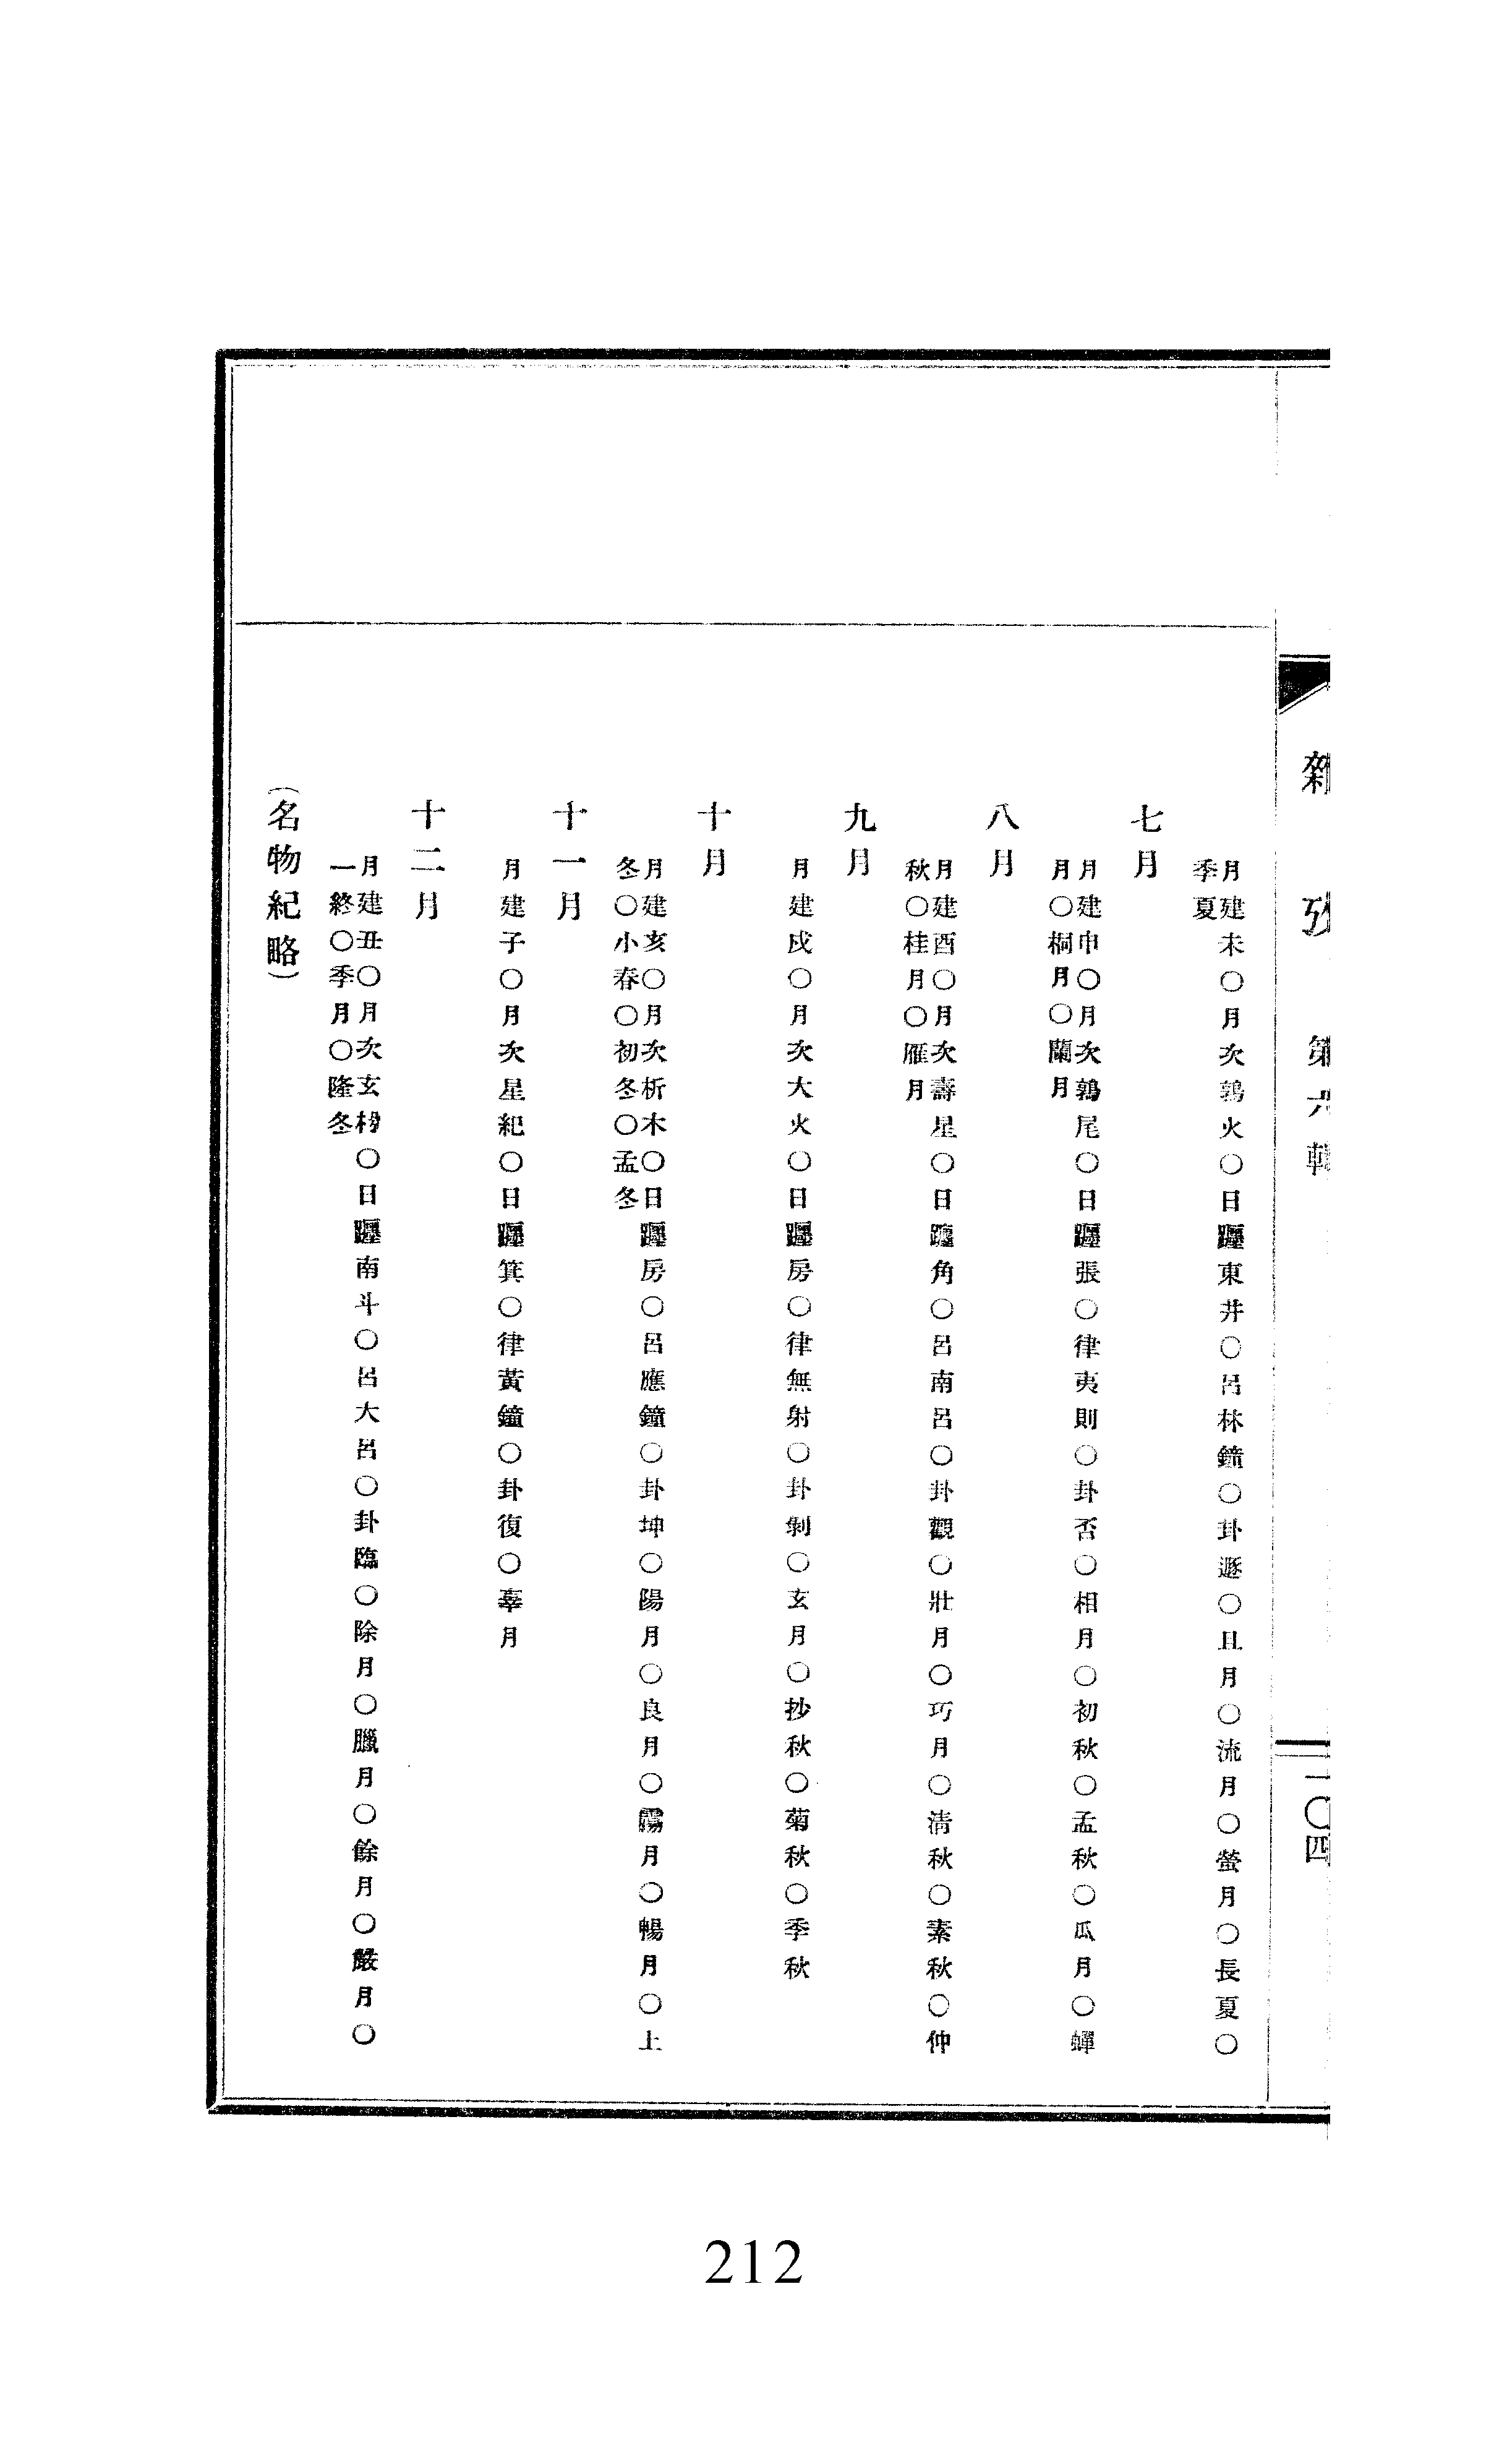 雜攷 第六輯
一〇四
月建未〇月次鶉火〇日躔東井〇呂林鐘〇卦遯〇且月〇流月〇螢月〇長夏〇
季夏
七月
月建申〇月次鶉尾〇日躔張〇律夷則〇卦否〇相月〇初秋〇孟秋〇瓜月〇蟬
月〇桐月〇蘭月
八月
月建酉〇月次壽星〇日躔角〇呂南呂〇卦觀〇壯月〇巧月〇清秋〇素秋〇仲
秋〇桂月〇雁月
九月
月建戌〇月次大火〇日躔房〇律無射〇卦剝〇玄月〇抄秋〇菊秋〇季秋
十月
月建亥〇月次析木〇日躔房〇呂應鐘〇卦坤〇陽月〇良月〇月〇暢月〇上
冬〇小春〇初冬〇孟冬
十一月
月建子〇月次星紀〇日躔箕〇律黃鐘〇卦復〇辜月
十二月
月建丑〇月次玄枵〇日躔南斗〇呂大呂〇卦臨〇除月〇臘月〇餘月〇嚴月〇
一終〇季月〇隆冬
(名物紀略)
212